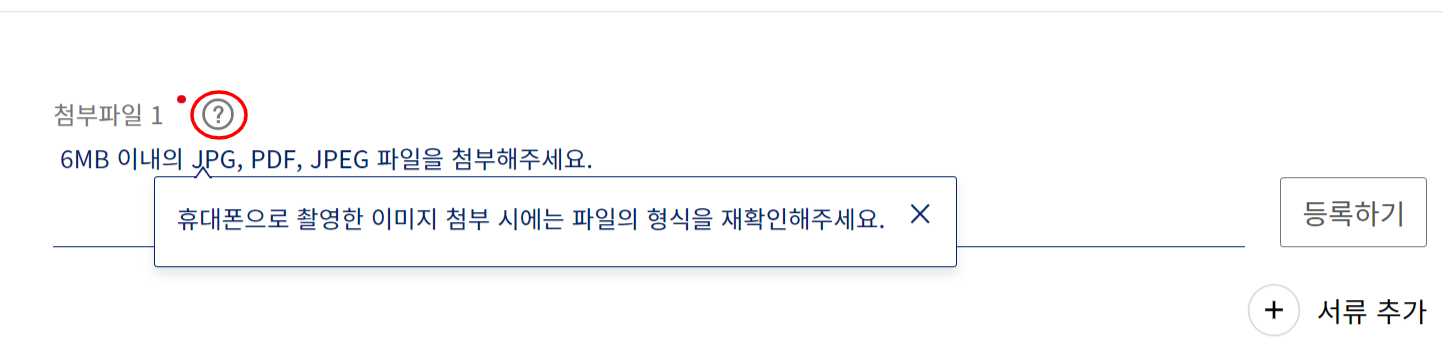 첨부파일 1
6MB 이내의 JPG, PDF, JPEG 파일을 첨부해주세요.
휴대폰으로 촬영한 이미지 첨부 시에는 파일의 형식을 재확인해주세요.
등록하기
서류 추가